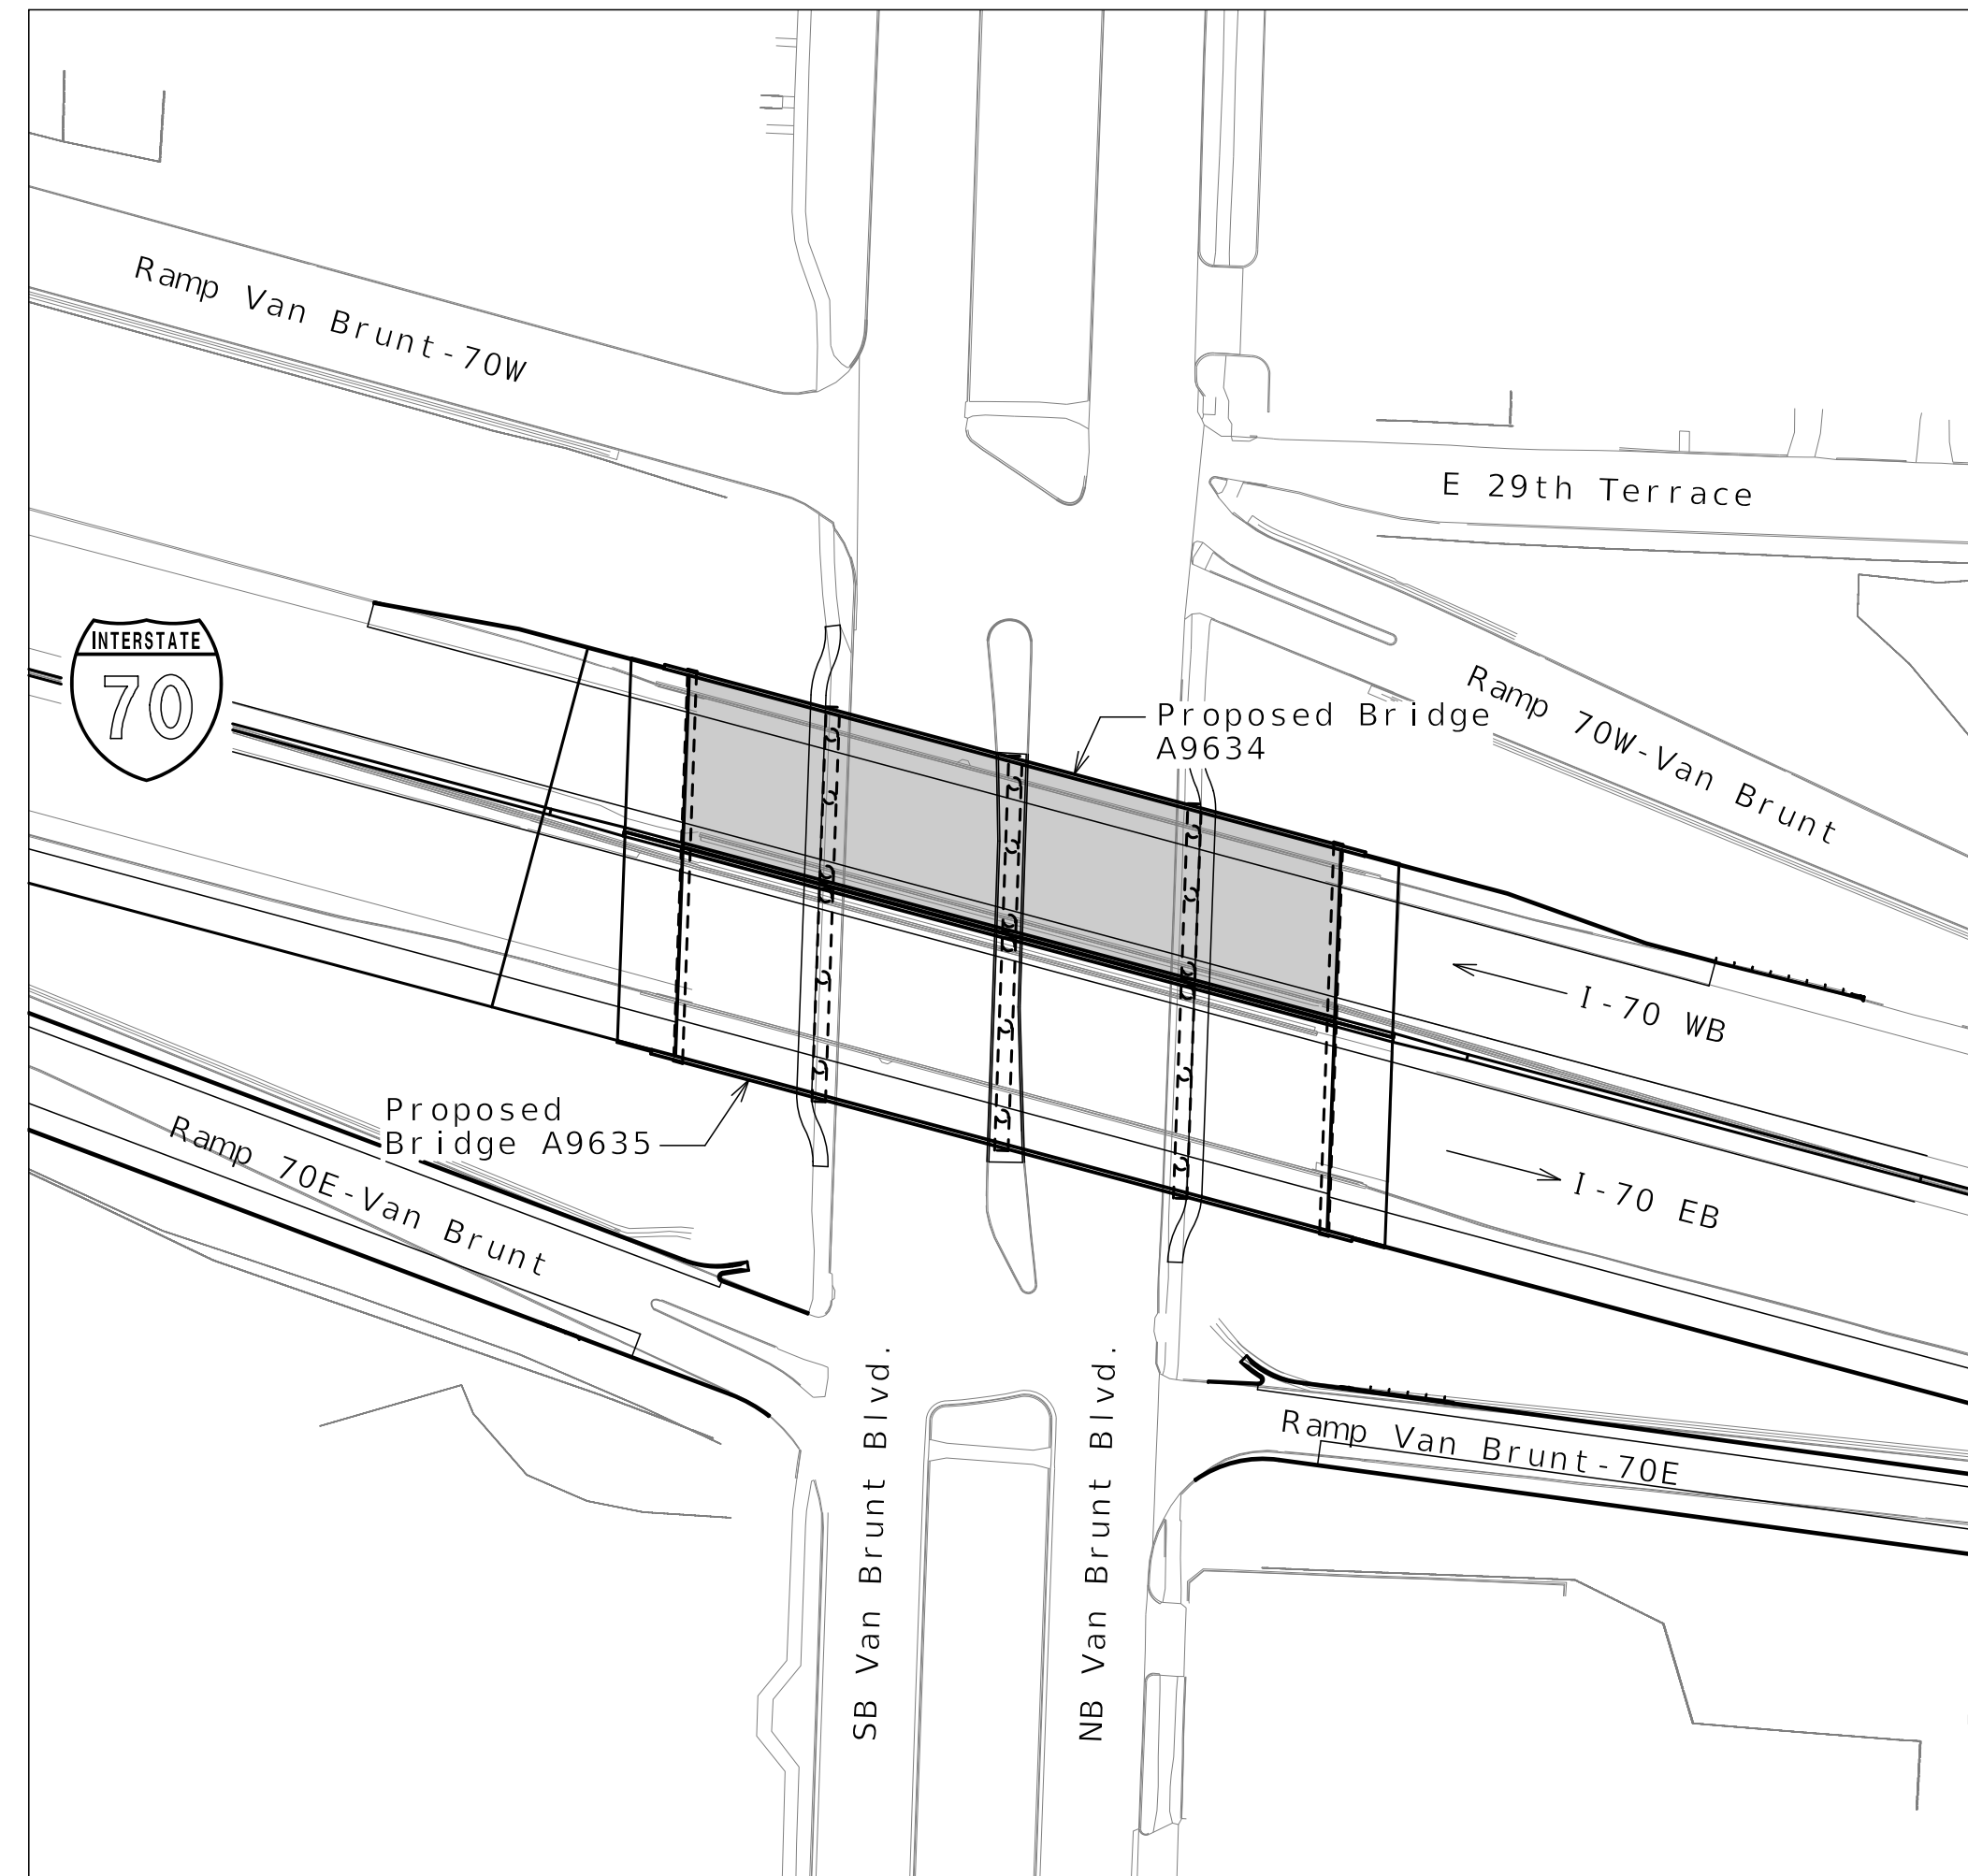 Ramp Van Brunt-70W
E 29th Terrace
INTERSTATE
70
Ramp 70W-Van Brunt
Proposed Bridge
A9634
I-70 WB
Proposed
Bridge A9635
Ramp 70E-Van Brunt
I-70 EB
SB Van Brunt Blvd.
NB Van Brunt Blvd.
Ramp Van Brunt-70E